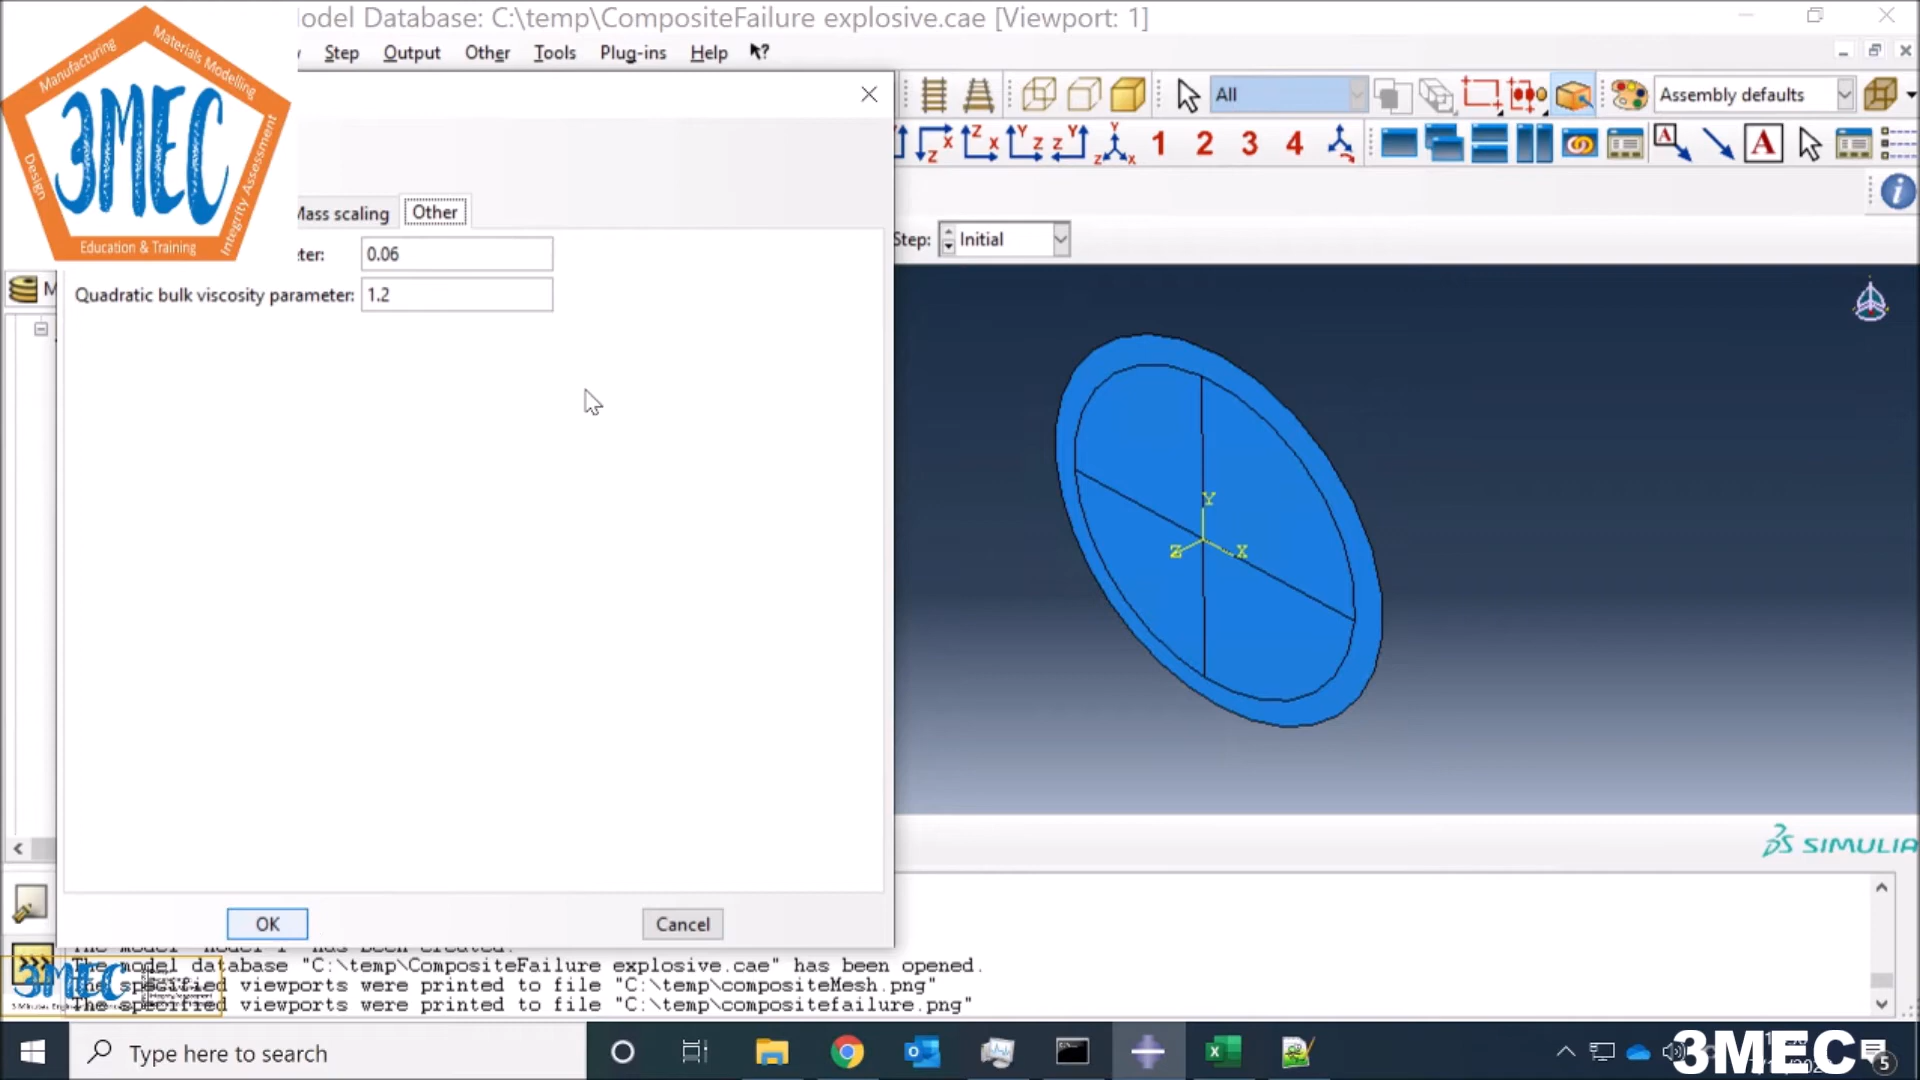 Model Database: C:\temp\CompositeFailure explosive.cae [Viewport: 1]
Step Output Other Tools Plug-ins Help
Manufacturing
Materials Modelling
3MEC
Design
Integrity Assessment
Education & Training
All
Assembly defaults
1 2 3 4
A
A
Mass scaling
Other
Step:
Initial
ter:
0.06
Quadratic bulk viscosity parameter:
1.2
M
Y
Z
X
SIMULIA
OK
Cancel
The model database "C:\temp\CompositeFailure explosive.cae" has been opened.
The specified viewports were printed to file "C:\temp\compositeMesh.png"
The specified viewports were printed to file "C:\temp\compositefailure.png"
3MEC
Type here to search
3MEC
5